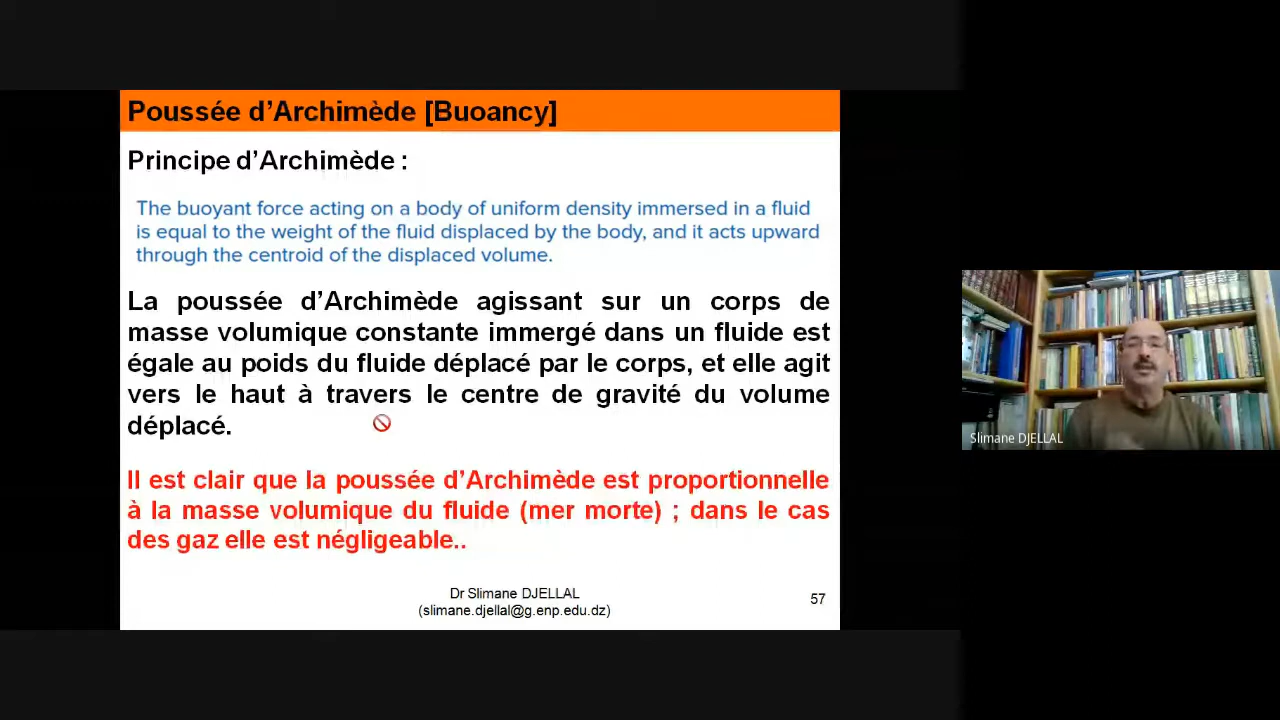 Poussée d'Archimède [Buoancy]
Principe d'Archimède :
The buoyant force acting on a body of uniform density immersed in a fluid
is equal to the weight of the fluid displaced by the body, and it acts upward
through the centroid of the displaced volume.
La poussée d'Archimède agissant sur un corps de
masse volumique constante immergé dans un fluide est
égale au poids du fluide déplacé par le corps, et elle agit
vers le haut à travers le centre de gravité du volume
déplacé.
Il est clair que la poussée d'Archimède est proportionnelle
à la masse volumique du fluide (mer morte) ; dans le cas
des gaz elle est négligeable..
Dr Slimane DJELLAL
(slimane.djellal@g.enp.edu.dz)
57
Slimane DJELLAL